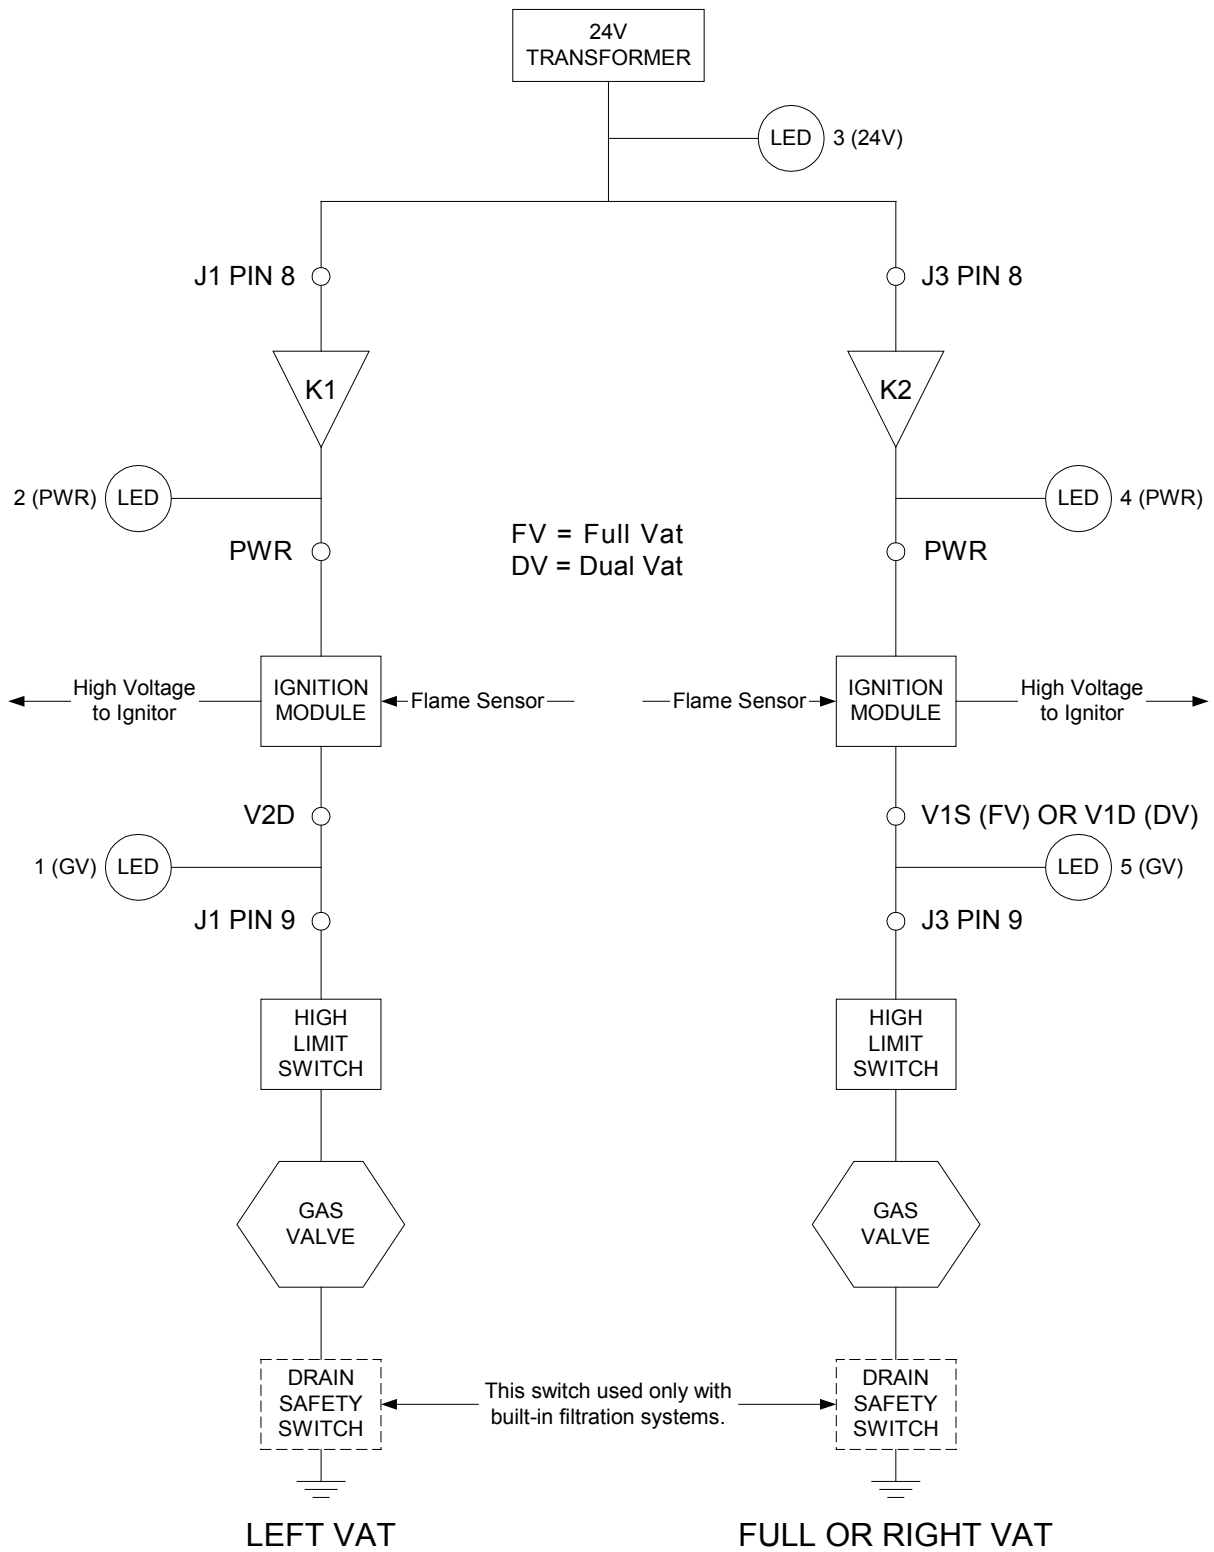 24V
TRANSFORMER
LED 3 (24V)
J1 PIN 8
J3 PIN 8
K1
K2
2 (PWR) LED
LED 4 (PWR)
FV = Full Vat
DV = Dual Vat
PWR
PWR
High Voltage
to Ignitor
IGNITION
MODULE
Flame Sensor
Flame Sensor
IGNITION
MODULE
High Voltage
to Ignitor
V2D
V1S (FV) OR V1D (DV)
1 (GV) LED
LED 5 (GV)
J1 PIN 9
J3 PIN 9
HIGH
LIMIT
SWITCH
HIGH
LIMIT
SWITCH
GAS
VALVE
GAS
VALVE
DRAIN
SAFETY
SWITCH
This switch used only with
built-in filtration systems.
DRAIN
SAFETY
SWITCH
LEFT VAT
FULL OR RIGHT VAT